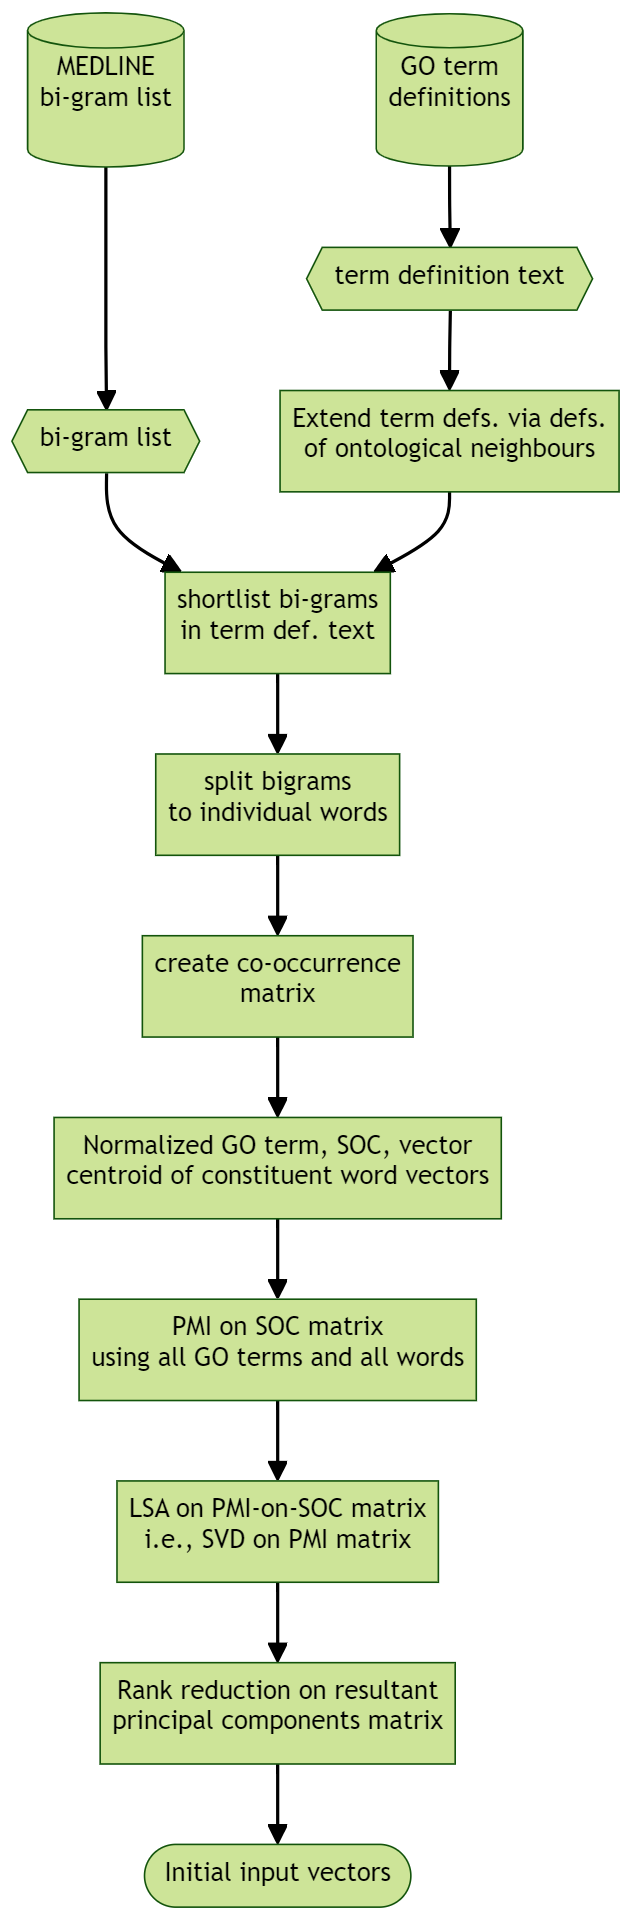 MEDLINE
bi-gram list
GO term
definitions
term definition text
Extend term defs. via defs.
of ontological neighbours
bi-gram list
shortlist bi-grams
in term def. text
split bigrams
to individual words
create co-occurrence
matrix
Normalized GO term, SOC, vector
centroid of constituent word vectors
PMI on SOC matrix
using all GO terms and all words
LSA on PMI-on-SOC matrix
i.e., SVD on PMI matrix
Rank reduction on resultant
principal components matrix
Initial input vectors